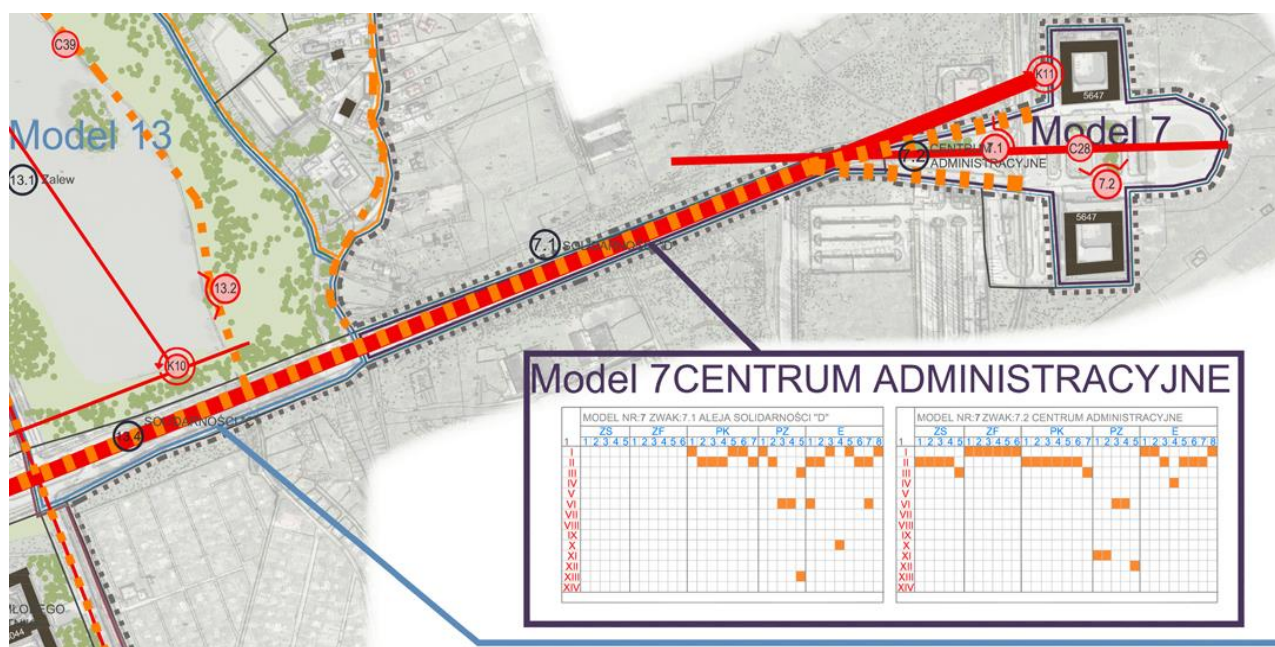 C39
K11
5647
Model 13
Model 7
7.1
C28
7.2 CENTRUM
ADMINISTRACYJNE
13.1 Zalew
7.2
5647
7.1
13.2
K10
Model 7CENTRUM ADMINISTRACYJNE
13.4
MODEL NR:7 ZWAK:7.1 ALEJA SOLIDARNOŚCI "D"
ZS ZF PK PZ E
1 1 2 3 4 5 1 2 3 4 5 6 1 2 3 4 5 6 7 1 2 3 4 5 1 2 3 4 5 6 7 8
I
II
III
IV
V
VI
VII
VIII
IX
X
XI
XII
XIII
XIV
MODEL NR:7 ZWAK:7.2 CENTRUM ADMINISTRACYJNE
ZS ZF PK PZ E
1 1 2 3 4 5 1 2 3 4 5 6 1 2 3 4 5 6 7 1 2 3 4 5 1 2 3 4 5 6 7 8
I
II
III
IV
V
VI
VII
VIII
IX
X
XI
XII
XIII
XIV